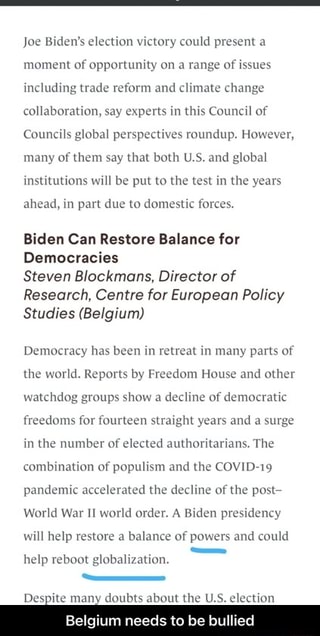 Joe Biden's election victory could present a
moment of opportunity on a range of issues
including trade reform and climate change
collaboration, say experts in this Council of
Councils global perspectives roundup. However,
many of them say that both U.S. and global
institutions will be put to the test in the years
ahead, in part due to domestic forces.
Biden Can Restore Balance for
Democracies
Steven Blockmans, Director of
Research, Centre for European Policy
Studies (Belgium)
Democracy has been in retreat in many parts of
the world. Reports by Freedom House and other
watchdog groups show a decline of democratic
freedoms for fourteen straight years and a surge
in the number of elected authoritarians. The
combination of populism and the COVID-19
pandemic accelerated the decline of the post–
World War II world order. A Biden presidency
will help restore a balance of powers and could
help reboot globalization.
Despite many doubts about the U.S. election
Belgium needs to be bullied